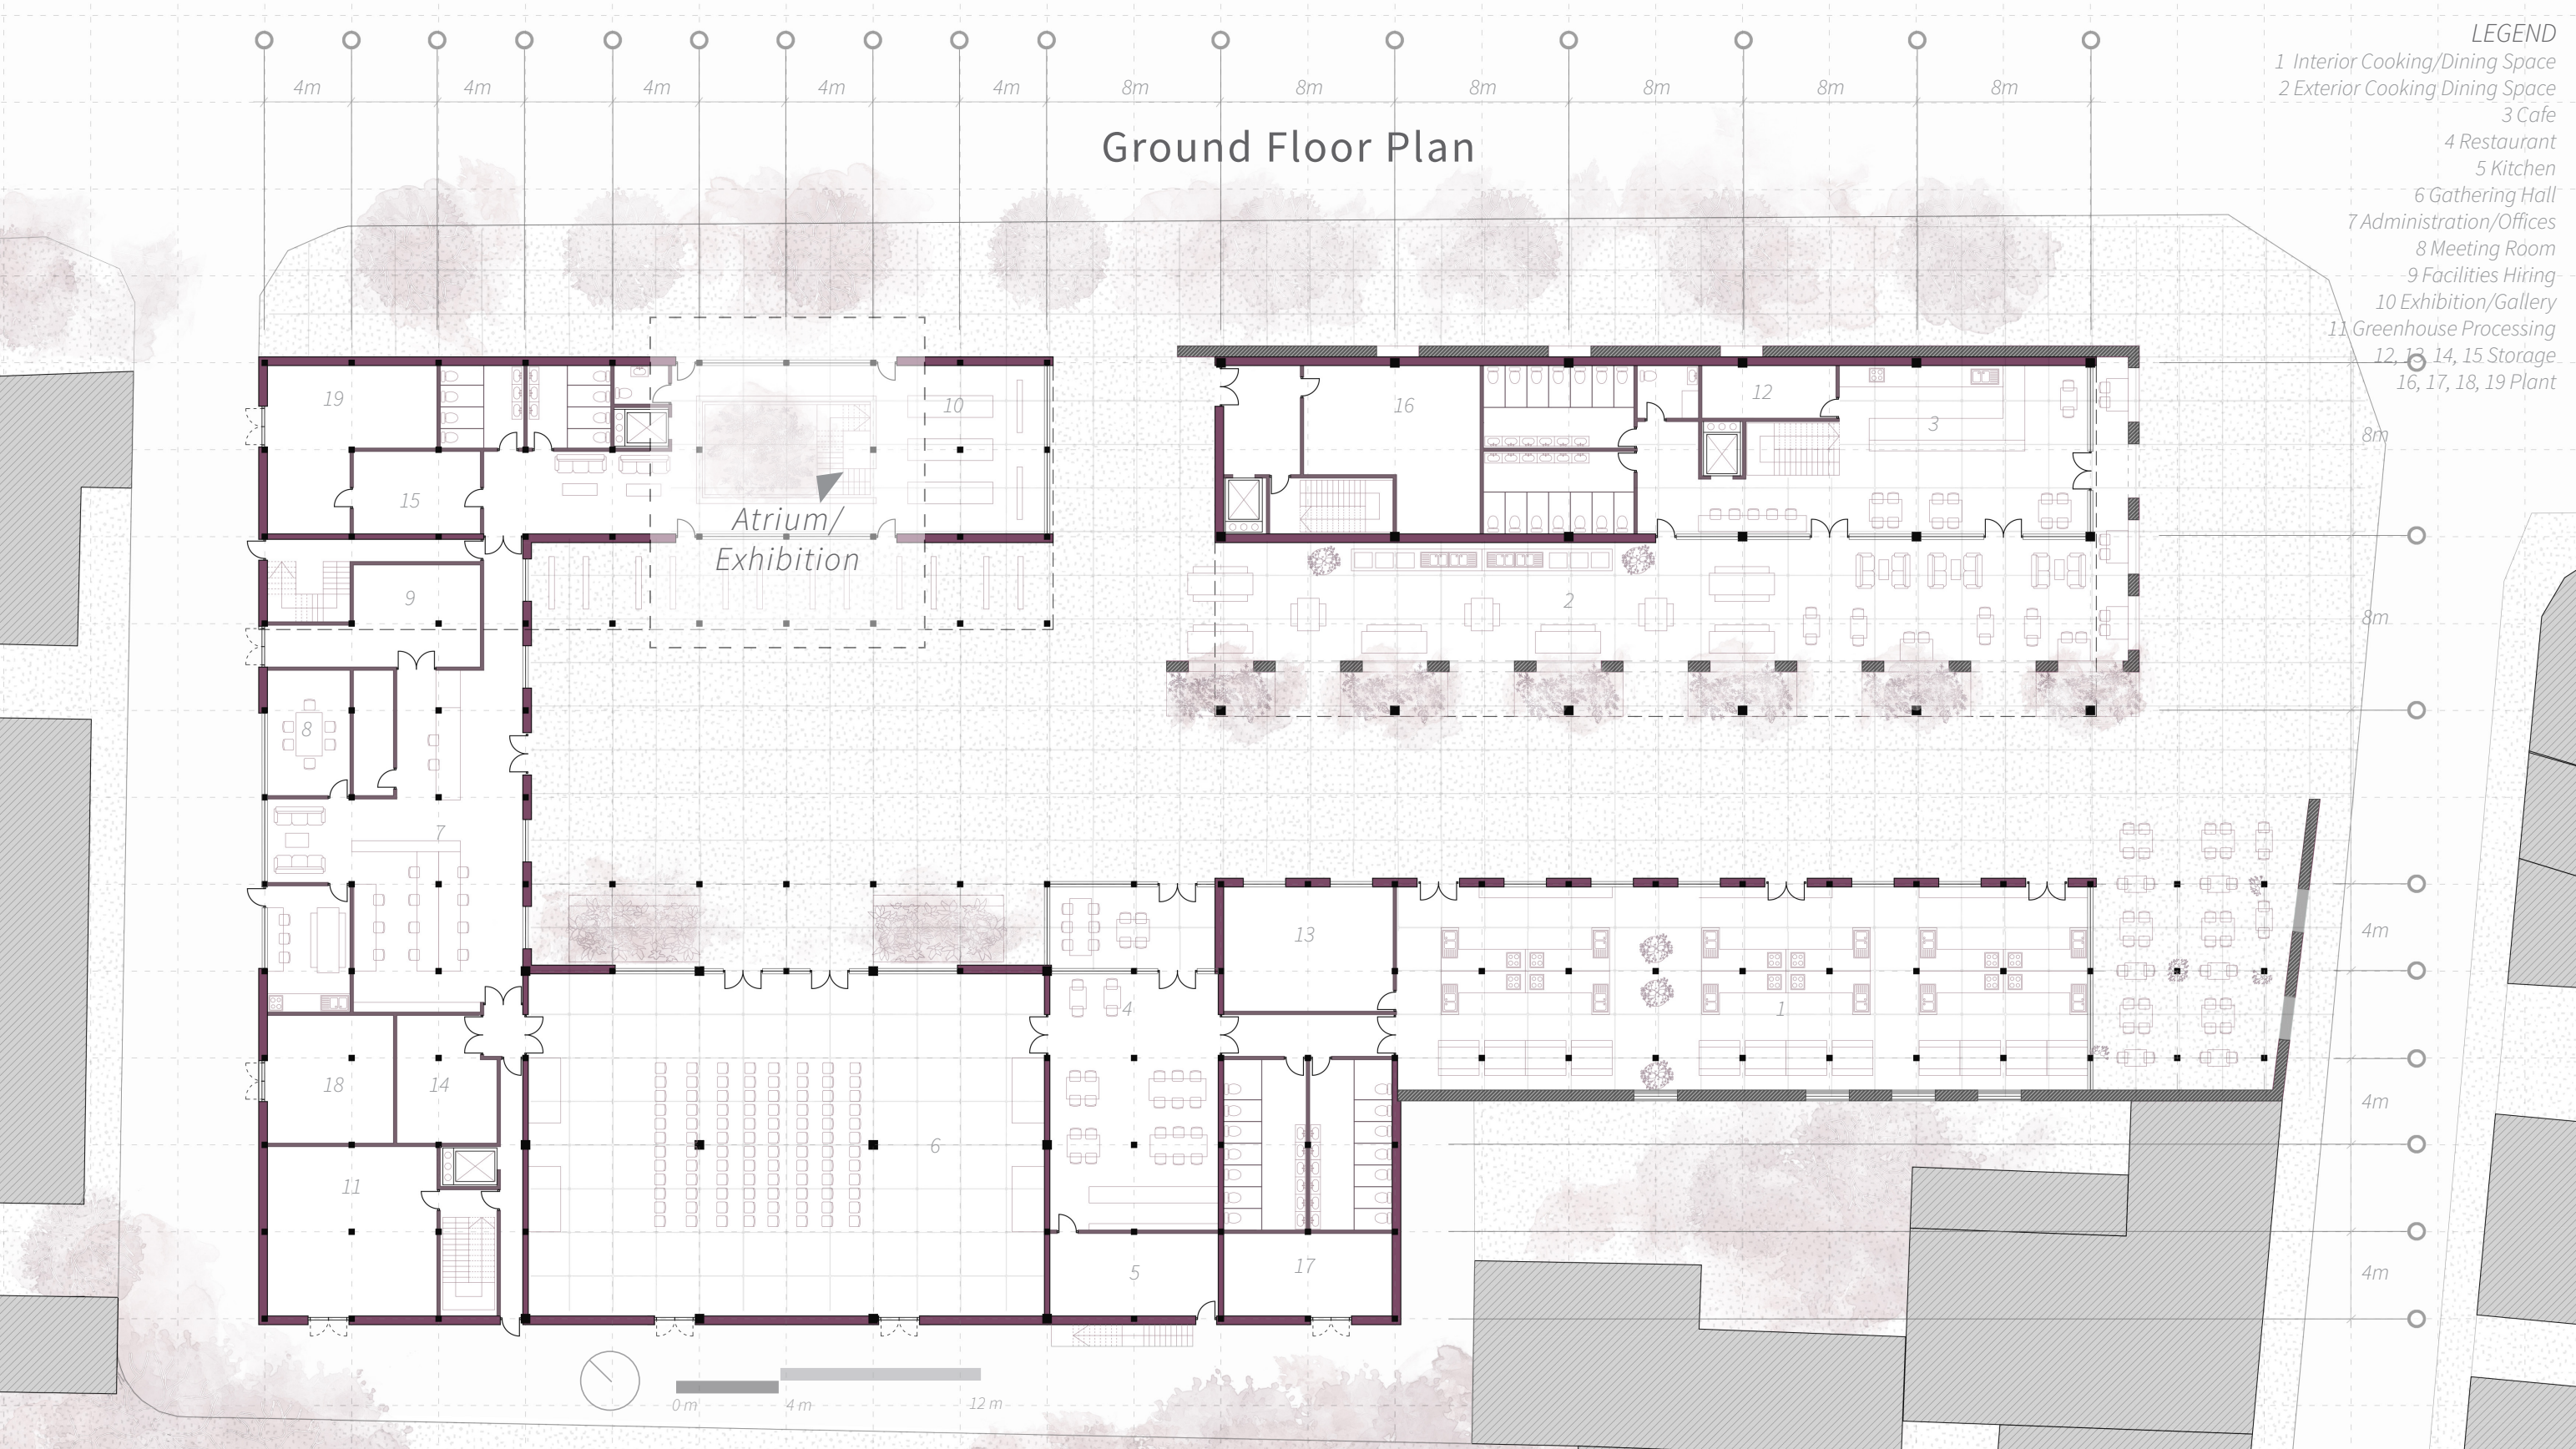 LEGEND
1 Interior Cooking/Dining Space
2 Exterior Cooking Dining Space
3 Cafe
4 Restaurant
5 Kitchen
6 Gathering Hall
7 Administration/Offices
8 Meeting Room
9 Facilities Hiring
10 Exhibition/Gallery
11 Greenhouse Processing
12, 13, 14, 15 Storage
16, 17, 18, 19 Plant
4m 4m 4m 4m 4m 8m 8m 8m 8m 8m 8m
Ground Floor Plan
19
10
16
12
3
8m
15
Atrium/
Exhibition
9
2
8m
8
7
13
4m
4
1
18
14
4m
6
11
5
17
4m
0 m
4 m
12 m